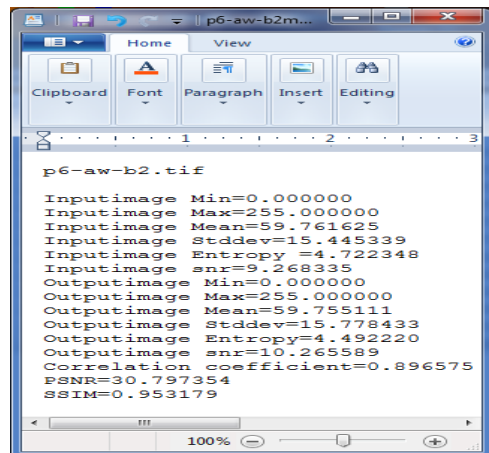 p6-aw-b2m...
Home View
Clipboard Font Paragraph Insert Editing
1 2 3
p6-aw-b2.tif
Inputimage Min=0.000000
Inputimage Max=255.000000
Inputimage Mean=59.761625
Inputimage Stddev=15.445339
Inputimage Entropy =4.722348
Inputimage snr=9.268335
Outputimage Min=0.000000
Outputimage Max=255.000000
Outputimage Mean=59.755111
Outputimage Stddev=15.778433
Outputimage Entropy=4.492220
Outputimage snr=10.265589
Correlation coefficient=0.896575
PSNR=30.797354
SSIM=0.953179
100%